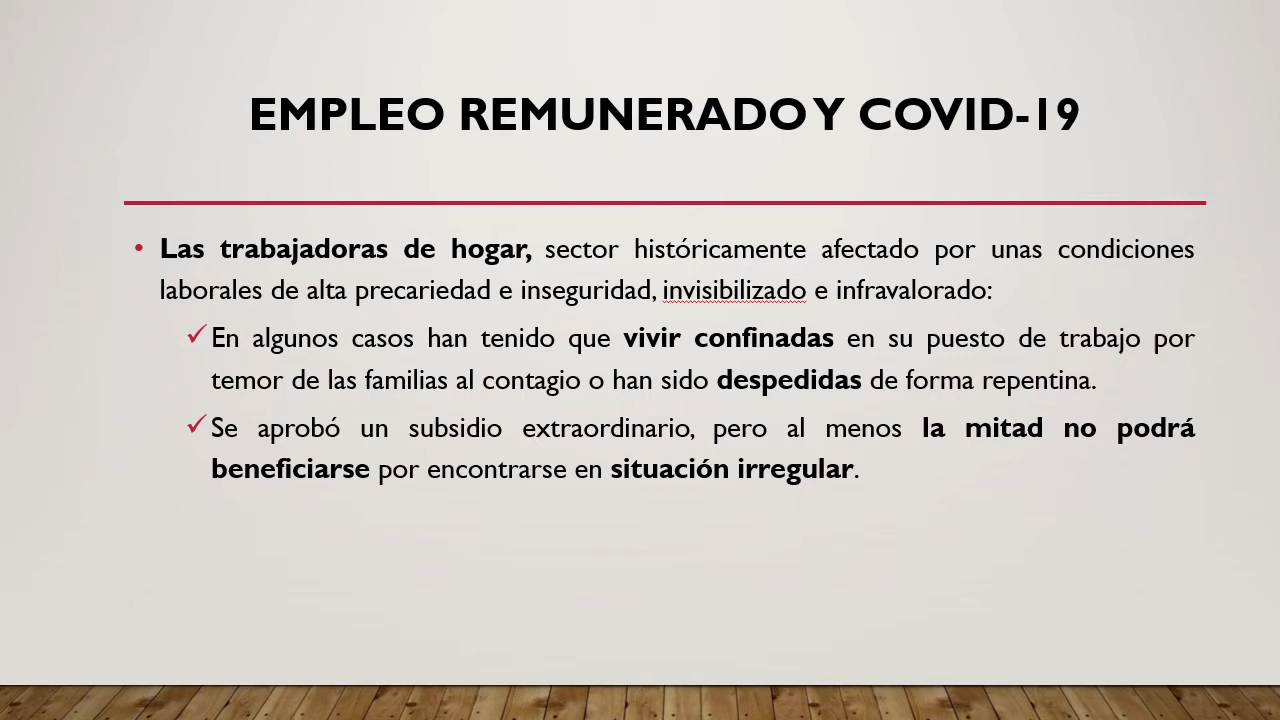 EMPLEO REMUNERADO Y COVID-19
• Las trabajadoras de hogar, sector históricamente afectado por unas condiciones
laborales de alta precariedad e inseguridad, invisibilizado e infravalorado:
✓ En algunos casos han tenido que vivir confinadas en su puesto de trabajo por
temor de las familias al contagio o han sido despedidas de forma repentina.
✓ Se aprobó un subsidio extraordinario, pero al menos la mitad no podrá
beneficiarse por encontrarse en situación irregular.